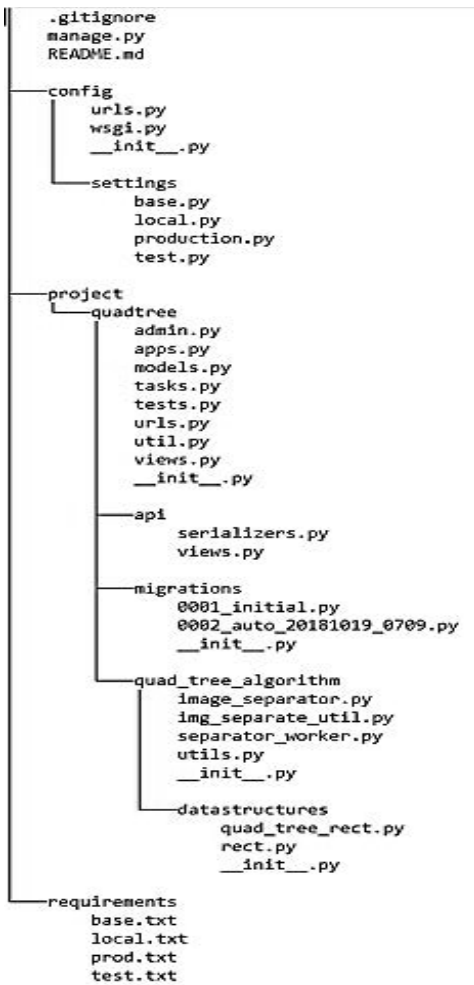 .gitignore
manage.py
README.md
config
urls.py
wsgi.py
__init__.py
settings
base.py
local.py
production.py
test.py
project
quadtree
admin.py
apps.py
models.py
tasks.py
tests.py
urls.py
util.py
views.py
__init__.py
api
serializers.py
views.py
migrations
0001_initial.py
0002_auto_20181019_0709.py
__init__.py
quad_tree_algorithm
image_separator.py
img_separate_util.py
separator_worker.py
utils.py
__init__.py
datastructures
quad_tree_rect.py
rect.py
__init__.py
requirements
base.txt
local.txt
prod.txt
test.txt